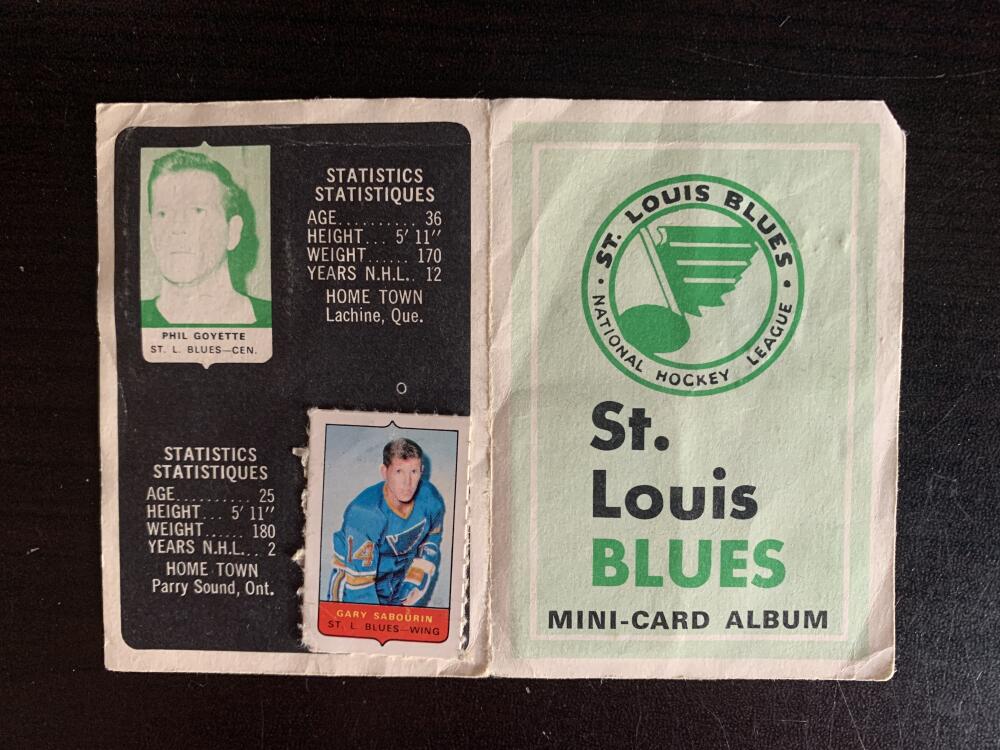 PHIL GOYETTE
ST. L. BLUES—CEN.
STATISTICS
STATISTIQUES
AGE.......... 36
HEIGHT... 5' 11"
WEIGHT...... 170
YEARS N.H.L.. 12
HOME TOWN
Lachine, Que.
STATISTICS
STATISTIQUES
AGE.......... 25
HEIGHT... 5' 11"
WEIGHT...... 180
YEARS N.H.L.. 2
HOME TOWN
Parry Sound, Ont.
14
GARY SABOURIN
ST. L. BLUES—WING
• ST. LOUIS BLUES •
NATIONAL HOCKEY LEAGUE
St.
Louis
BLUES
MINI-CARD ALBUM